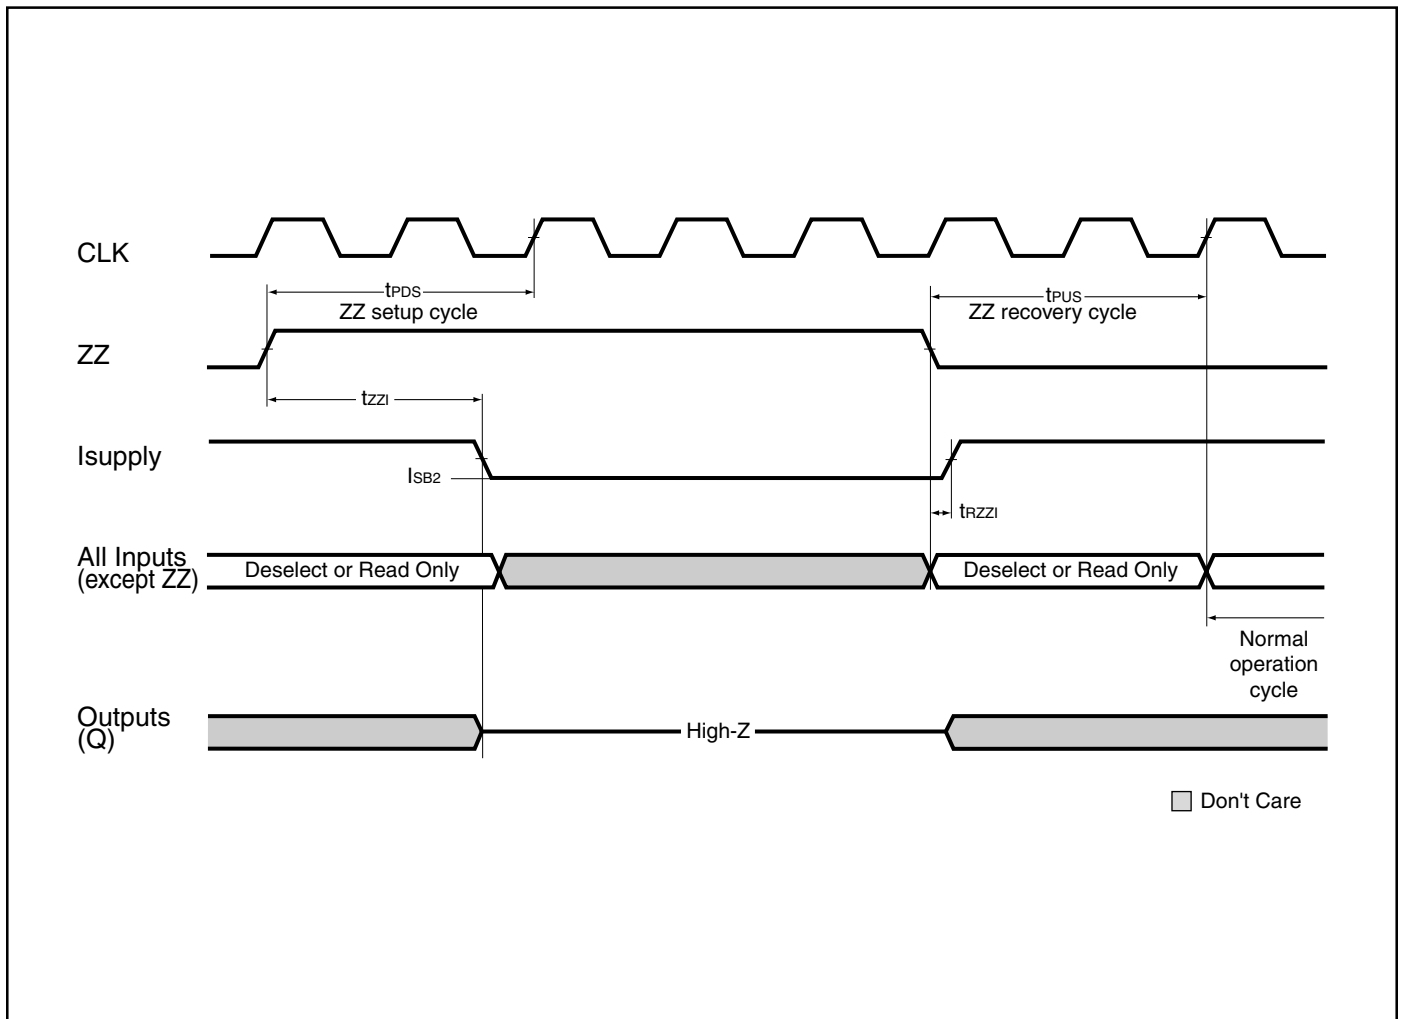 CLK
tPDS
ZZ setup cycle
tPUS
ZZ recovery cycle
ZZ
tZZI
Isupply
ISB2
tRZZI
All Inputs
(except ZZ)
Deselect or Read Only
Deselect or Read Only
Normal
operation
cycle
Outputs
(Q)
High-Z
Don't Care